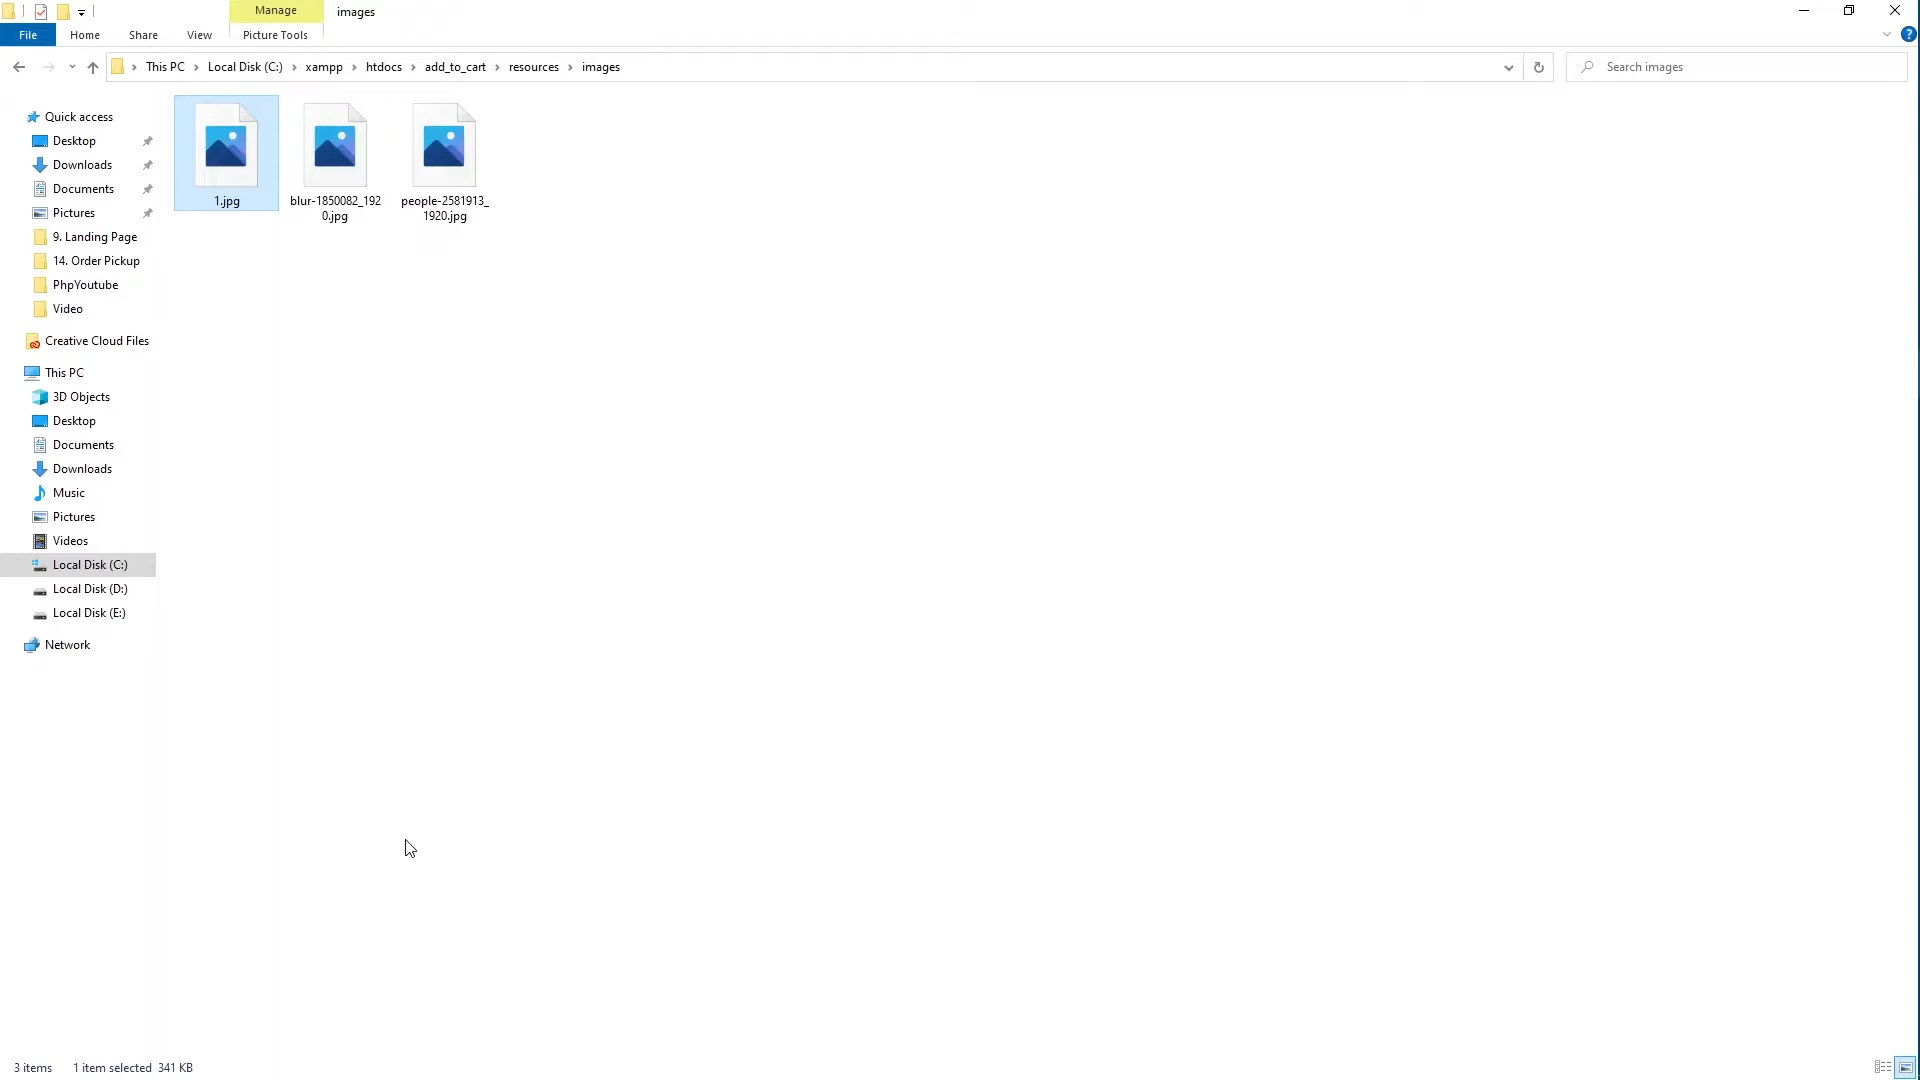 Manage
images
File
Home
Share
View
Picture Tools
This PC
Local Disk (C:)
xampp
htdocs
add_to_cart
resources
images
Search images
Quick access
Desktop
Downloads
Documents
Pictures
9. Landing Page
14. Order Pickup
PhpYoutube
Video
Creative Cloud Files
This PC
3D Objects
Desktop
Documents
Downloads
Music
Pictures
Videos
Local Disk (C:)
Local Disk (D:)
Local Disk (E:)
Network
1.jpg
blur-1850082_192
0.jpg
people-2581913_
1920.jpg
3 items
1 item selected 341 KB